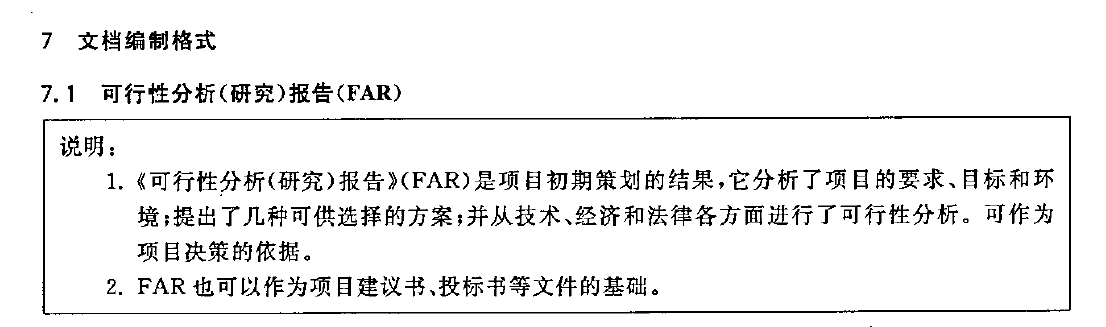 7 文档编制格式
7.1 可行性分析(研究)报告(FAR)
说明：
1. 《可行性分析(研究)报告》(FAR)是项目初期策划的结果,它分析了项目的要求、目标和环
境;提出了几种可供选择的方案;并从技术、经济和法律各方面进行了可行性分析。可作为
项目决策的依据。
2. FAR也可以作为项目建议书、投标书等文件的基础。